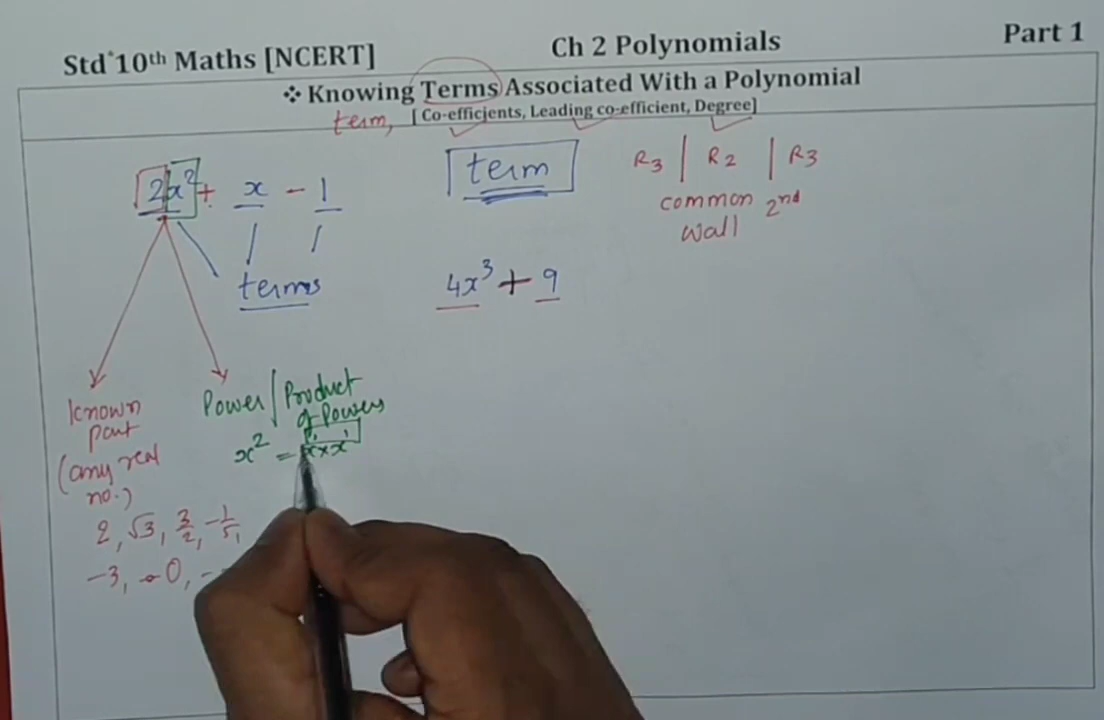 Std 10th Maths [NCERT]
Ch 2 Polynomials
Part 1
❖ Knowing Terms Associated With a Polynomial
term, [ Co-efficients, Leading co-efficient, Degree]
2x² + x - 1
terms
term
4x³ + 9
R3 | R2 | R3
common 2nd
wall
known
part
(any real
no.)
2, √3, 3/2, -1/5,
-3, 0, -
Power / Product
of Powers
x² = x¹ × x¹